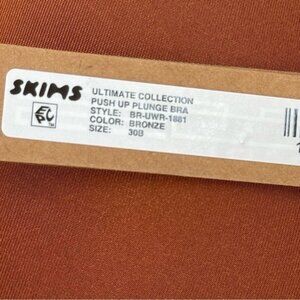 SKIMS
ULTIMATE COLLECTION
PUSH UP PLUNGE BRA
STYLE: BR-UWR-1881
COLOR: BRONZE
SIZE: 30B